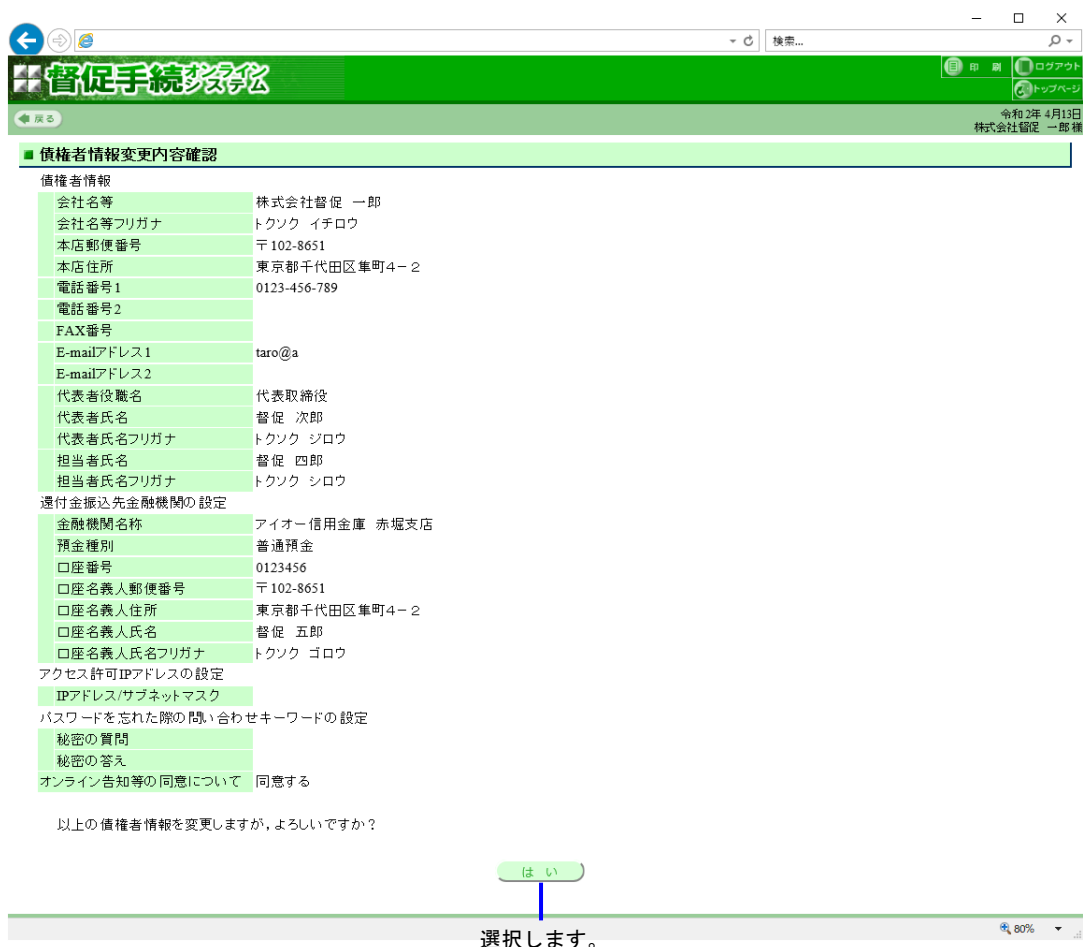 検索...
督促手続オンラインシステム
印 刷
ログアウト
トップページ
戻る
令和 2年 4月13日
株式会社督促 一郎 様
債権者情報変更内容確認
債権者情報
会社名等 株式会社督促 一郎
会社名等フリガナ トクソク イチロウ
本店郵便番号 〒102-8651
本店住所 東京都千代田区隼町4-2
電話番号1 0123-456-789
電話番号2
FAX番号
E-mailアドレス1 taro@a
E-mailアドレス2
代表者役職名 代表取締役
代表者氏名 督促 次郎
代表者氏名フリガナ トクソク ジロウ
担当者氏名 督促 四郎
担当者氏名フリガナ トクソク シロウ
還付金振込先金融機関の設定
金融機関名称 アイオー信用金庫 赤堀支店
預金種別 普通預金
口座番号 0123456
口座名義人郵便番号 〒102-8651
口座名義人住所 東京都千代田区隼町4-2
口座名義人氏名 督促 五郎
口座名義人氏名フリガナ トクソク ゴロウ
アクセス許可IPアドレスの設定
IPアドレス/サブネットマスク
パスワードを忘れた際の問い合わせキーワードの設定
秘密の質問
秘密の答え
オンライン告知等の同意について 同意する
以上の債権者情報を変更しますが，よろしいですか？
は い
選択します。
80%